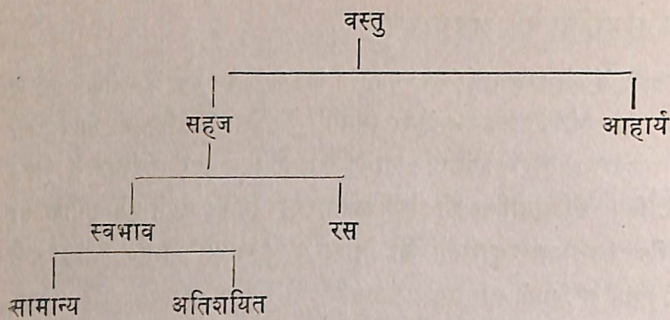 वस्तु
सहज आहार्य
स्वभाव रस
सामान्य अतिशयित